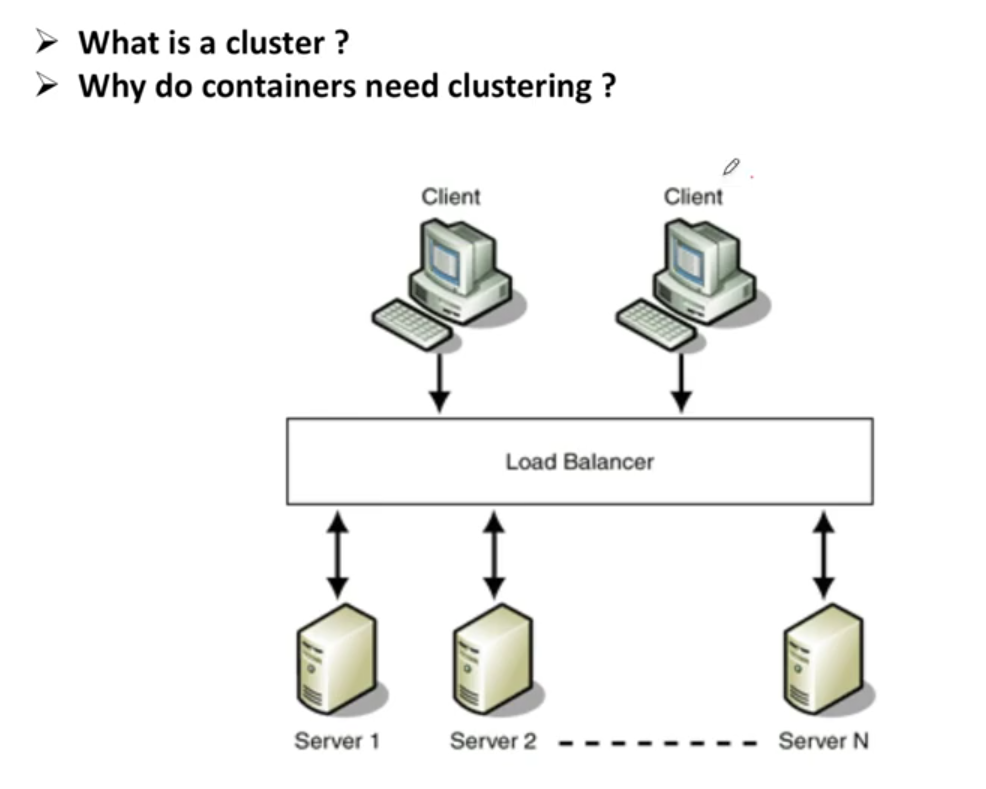 What is a cluster ?
Why do containers need clustering ?
Client Client
Load Balancer
Server 1 Server 2 Server N